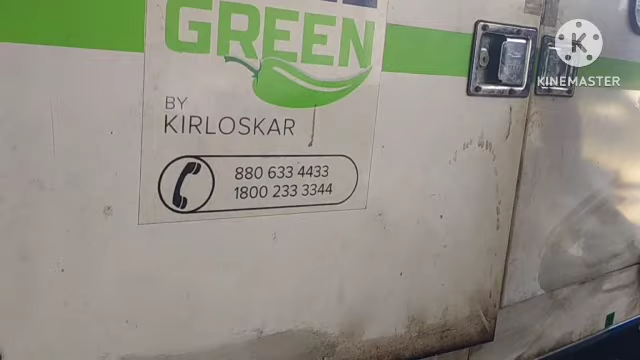 GREEN
BY
KIRLOSKAR
880 633 4433
1800 233 3344
K
KINEMASTER